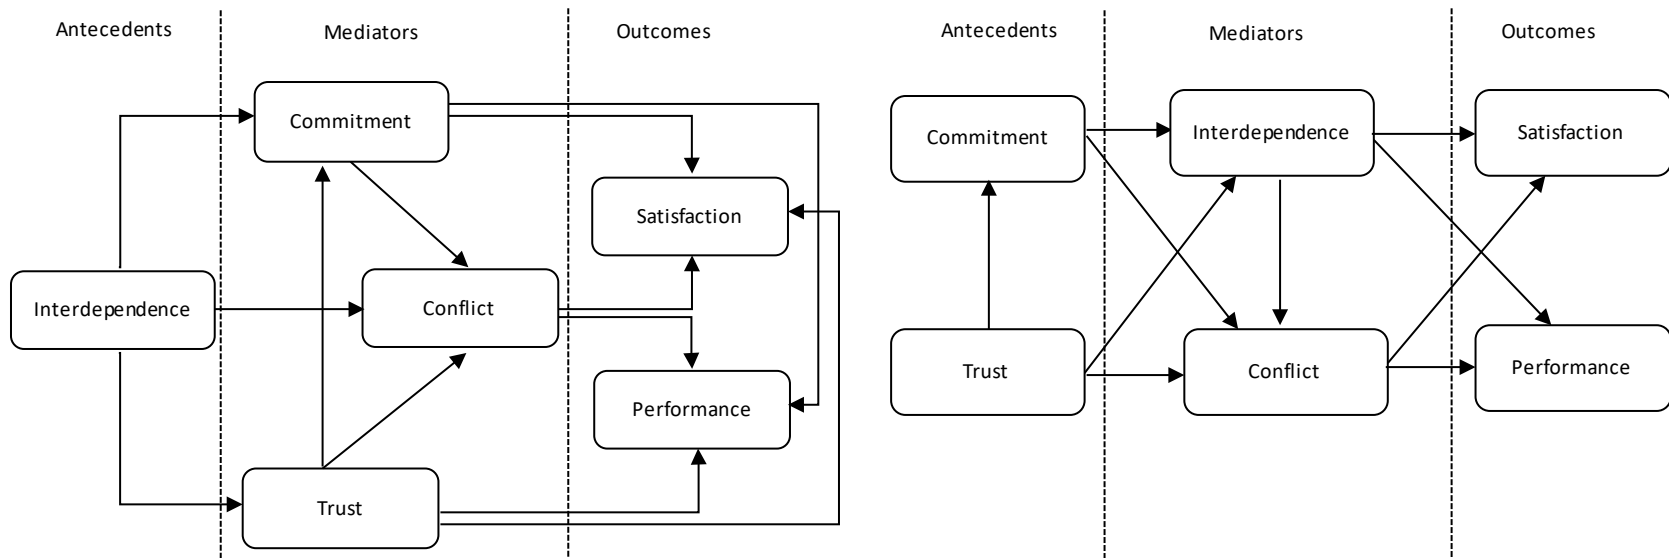 Antecedents
Mediators
Outcomes
Commitment
Satisfaction
Interdependence
Conflict
Performance
Trust
Antecedents
Mediators
Outcomes
Commitment
Interdependence
Satisfaction
Trust
Conflict
Performance